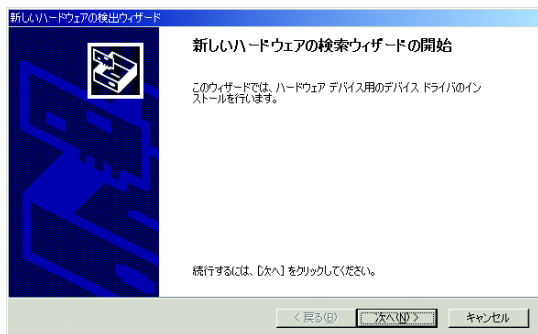 新しいハードウェアの検出ウィザード
新しいハードウェアの検索ウィザードの開始
このウィザードでは、ハードウェア デバイス用のデバイス ドライバのイン
ストールを行います。
続行するには、[次へ] をクリックしてください。
< 戻る(B)
次へ(N) >
キャンセル